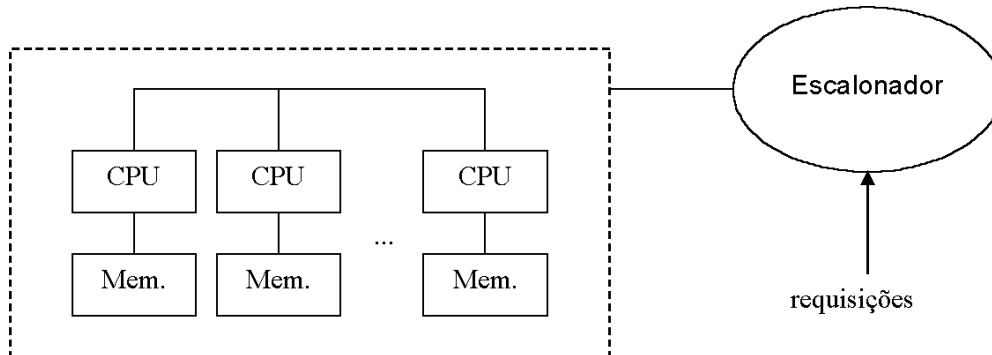 Escalonador
CPU CPU CPU
...
Mem. Mem. Mem.
requisições